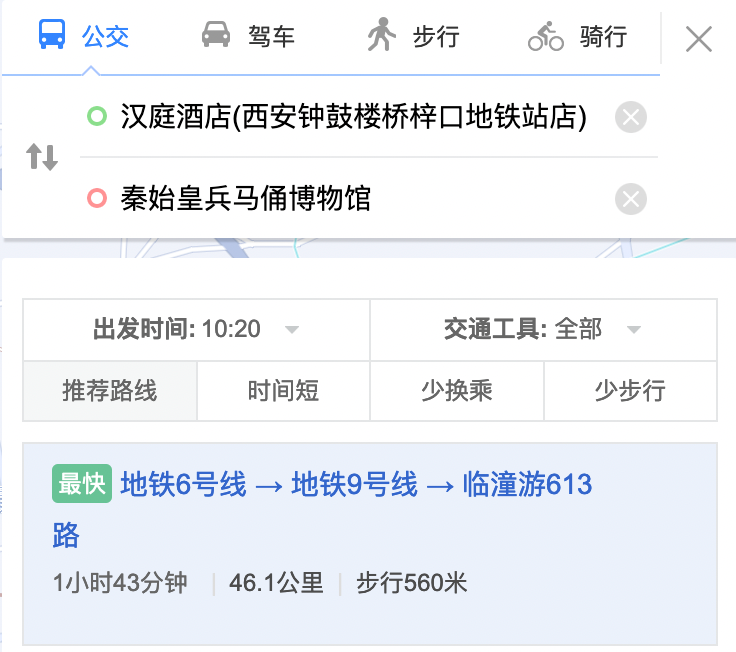 公交 驾车 步行 骑行
汉庭酒店(西安钟鼓楼桥梓口地铁站店)
秦始皇兵马俑博物馆
出发时间: 10:20 交通工具: 全部
推荐路线 时间短 少换乘 少步行
最快 地铁6号线 → 地铁9号线 → 临潼游613
路
1小时43分钟 | 46.1公里 | 步行560米